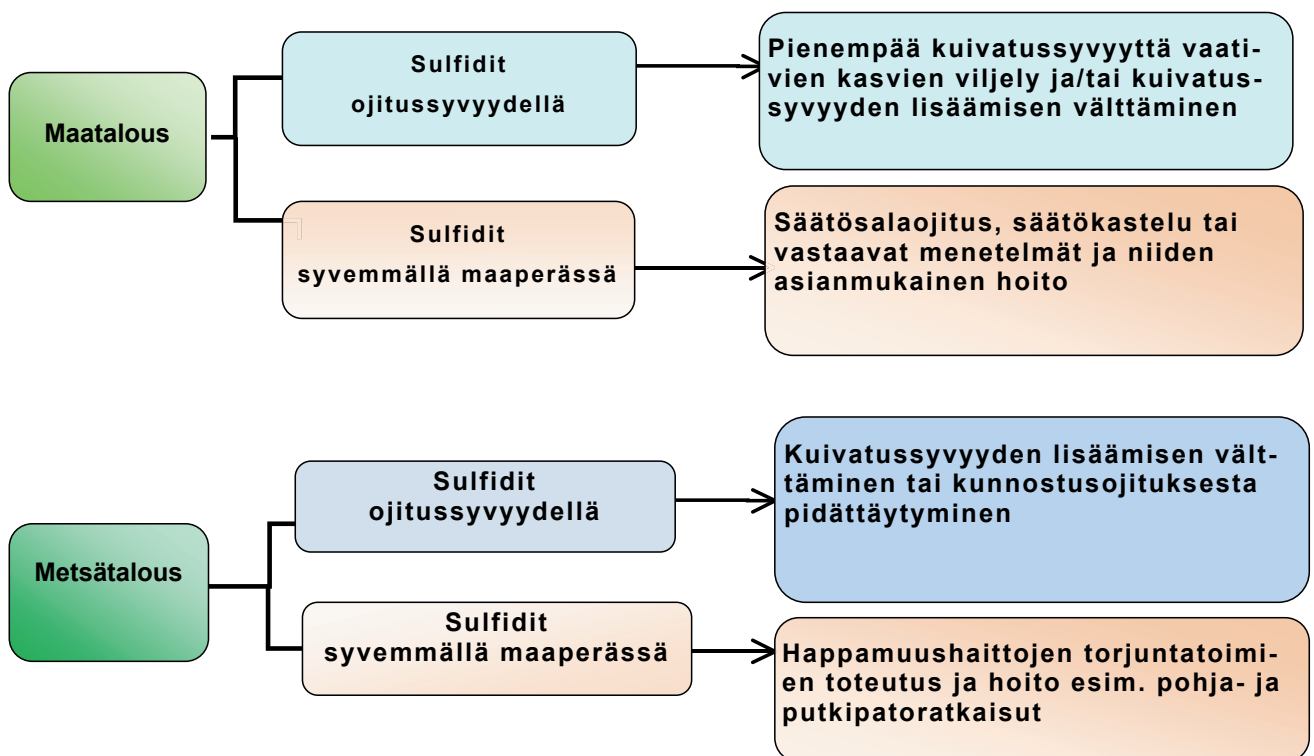 Maatalous
Sulfidit
ojitussyvyydellä
Pienempää kuivatussyvyyttä vaati-
vien kasvien viljely ja/tai kuivatus-
syvyyden lisäämisen välttäminen
Sulfidit
syvemmällä maaperässä
Säätösalaojitus, säätökastelu tai
vastaavat menetelmät ja niiden
asianmukainen hoito
Metsätalous
Sulfidit
ojitussyvyydellä
Kuivatussyvyyden lisäämisen vält-
täminen tai kunnostusojituksesta
pidättäytyminen
Sulfidit
syvemmällä maaperässä
Happamuushaittojen torjuntatoimi-
en toteutus ja hoito esim. pohja- ja
putkipatoratkaisut